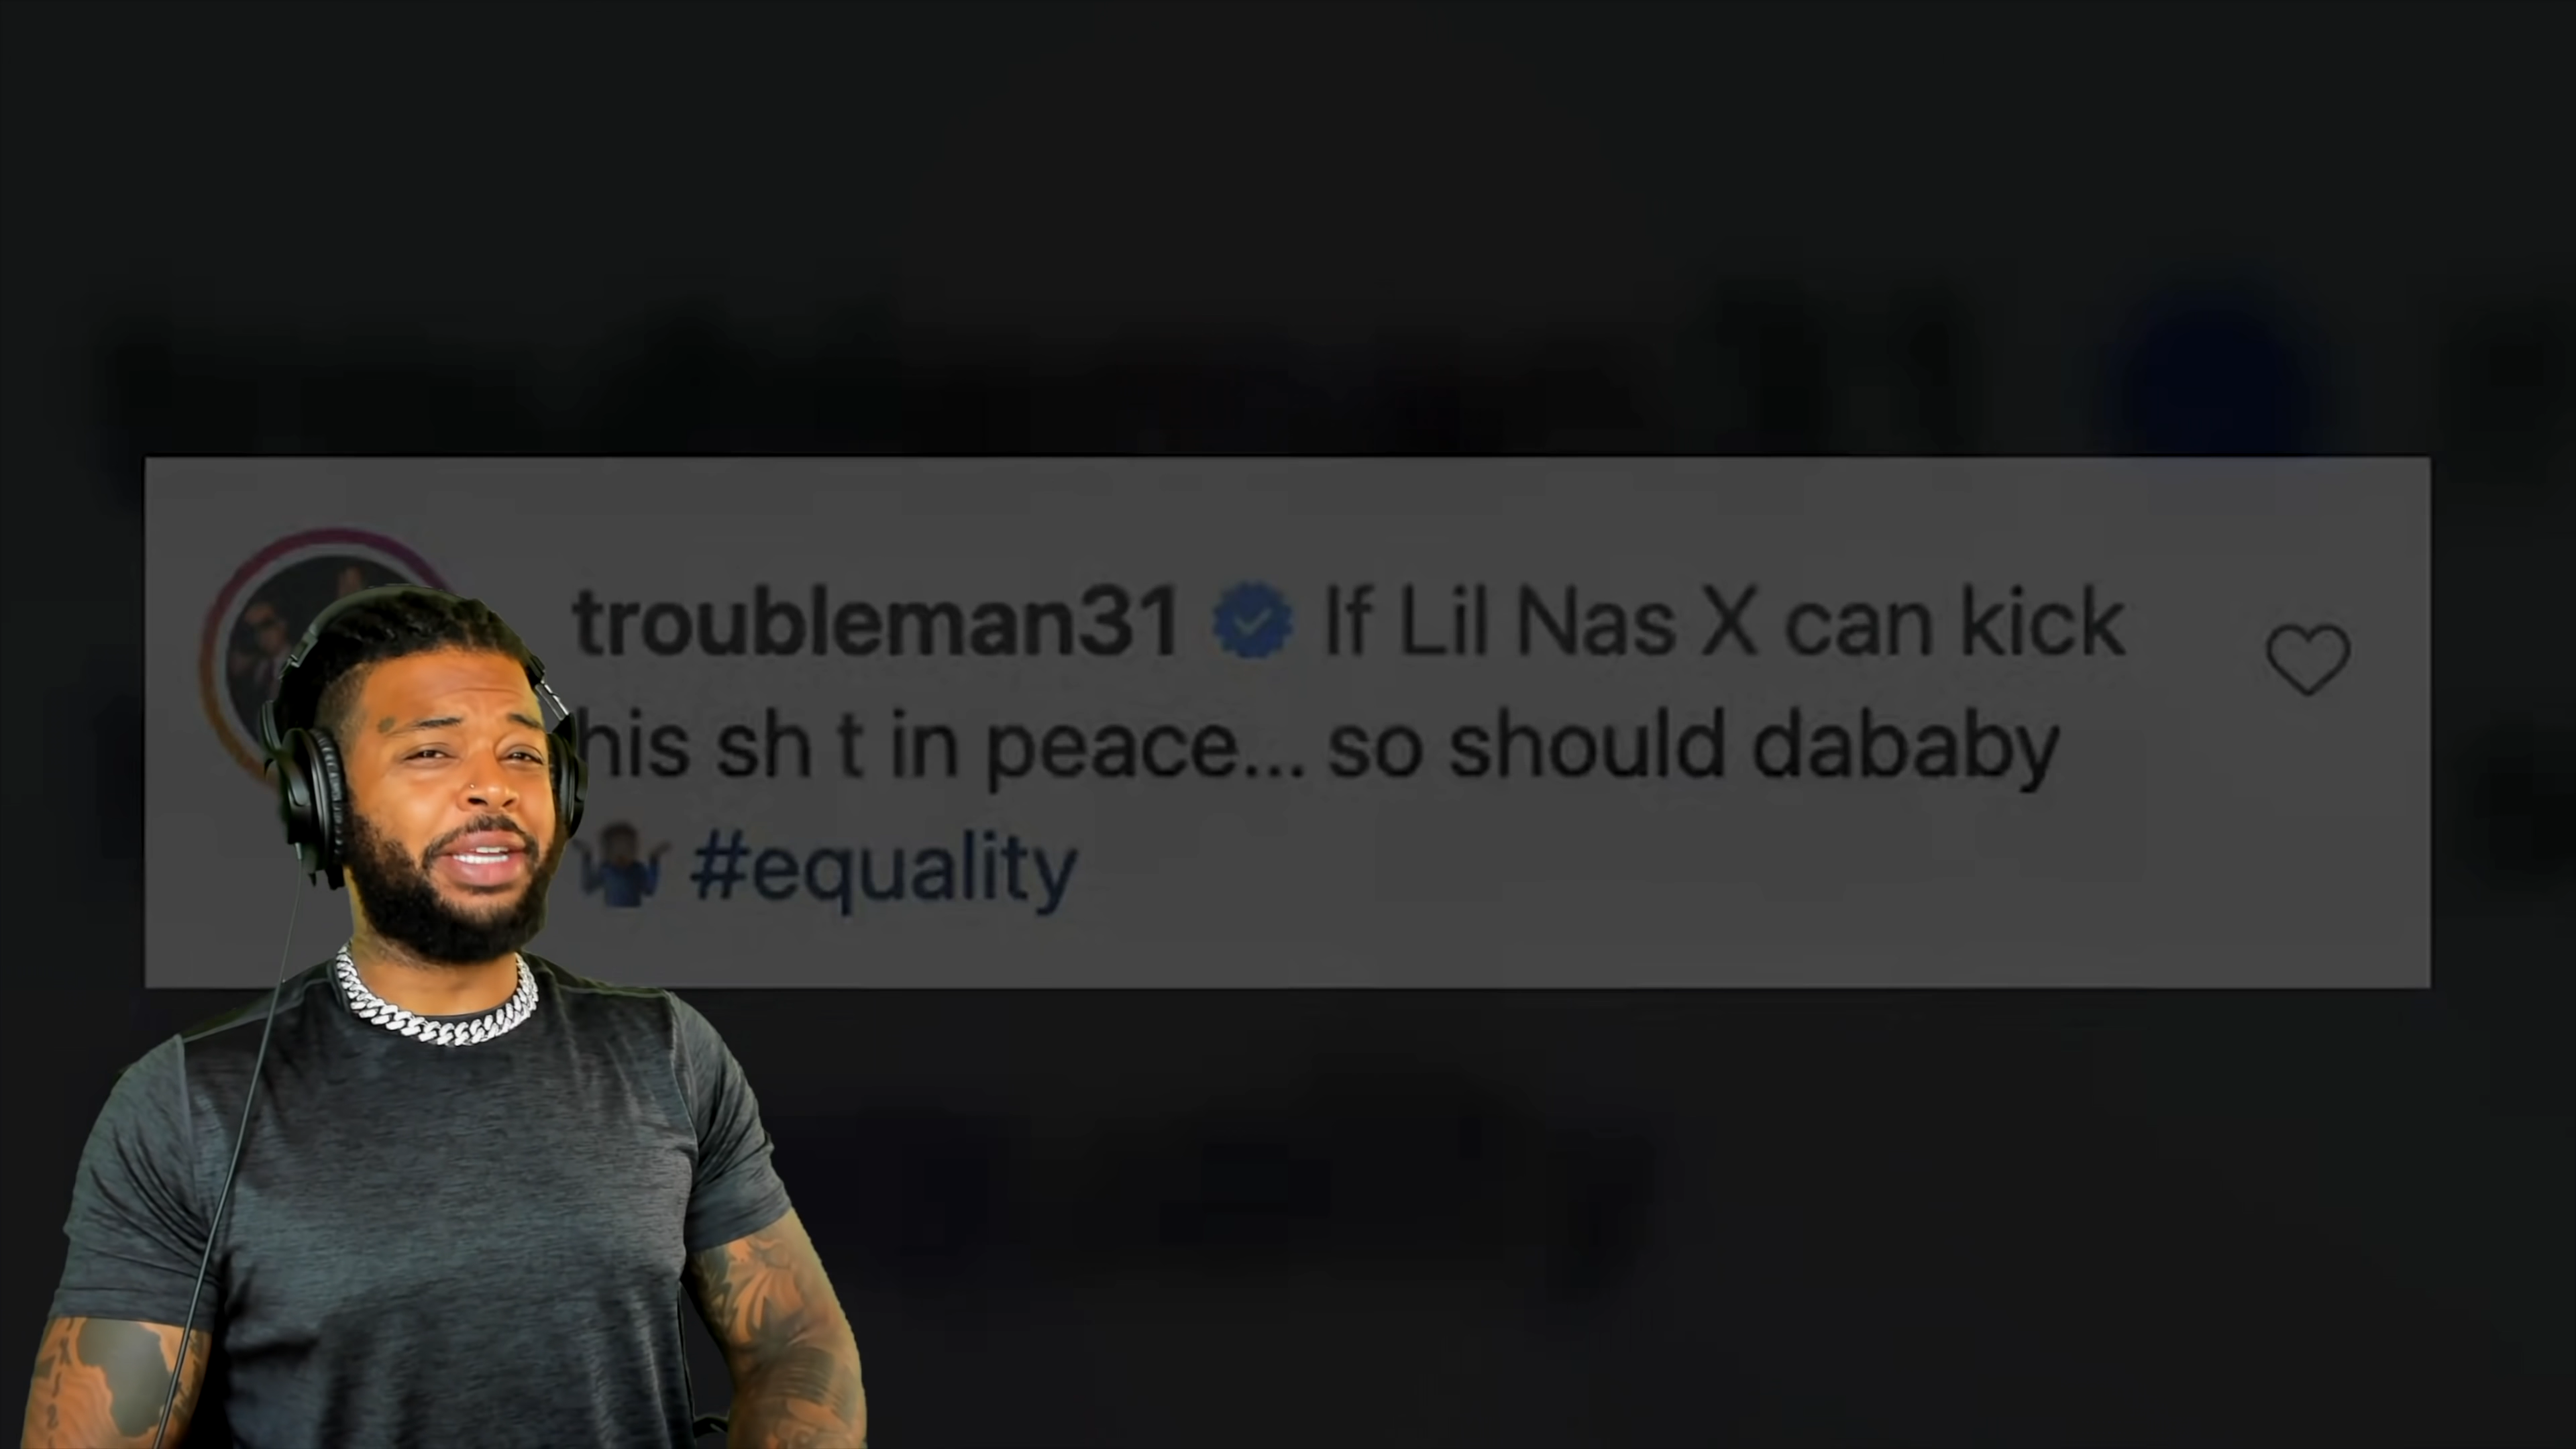 troubleman31 If Lil Nas X can kick
his sh t in peace... so should dababy
#equality